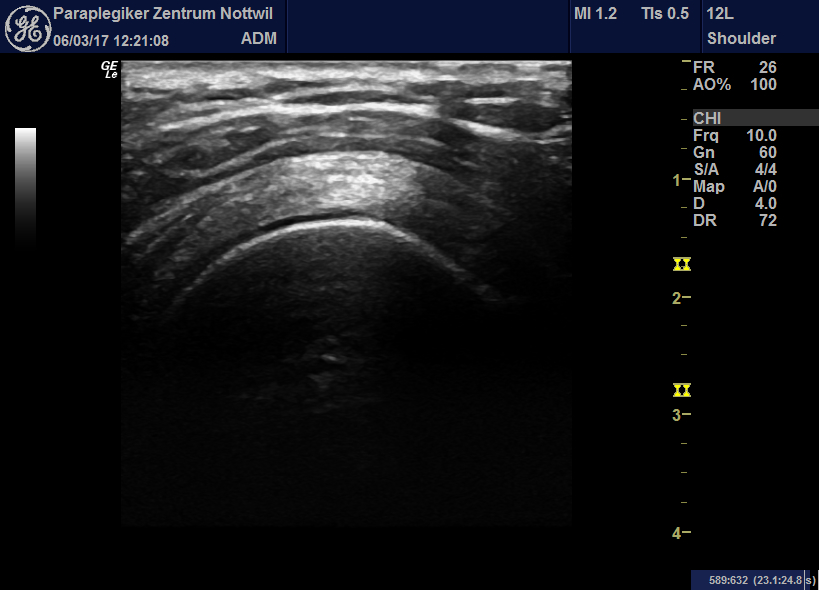 Paraplegiker Zentrum Nottwil
06/03/17 12:21:08 ADM
MI 1.2 TIs 0.5
12L
Shoulder
GE
Le
FR 26
AO% 100
CHI
Frq 10.0
Gn 60
S/A 4/4
Map A/0
D 4.0
DR 72
1
2
3
4
589:632 (23.1:24.8 s)